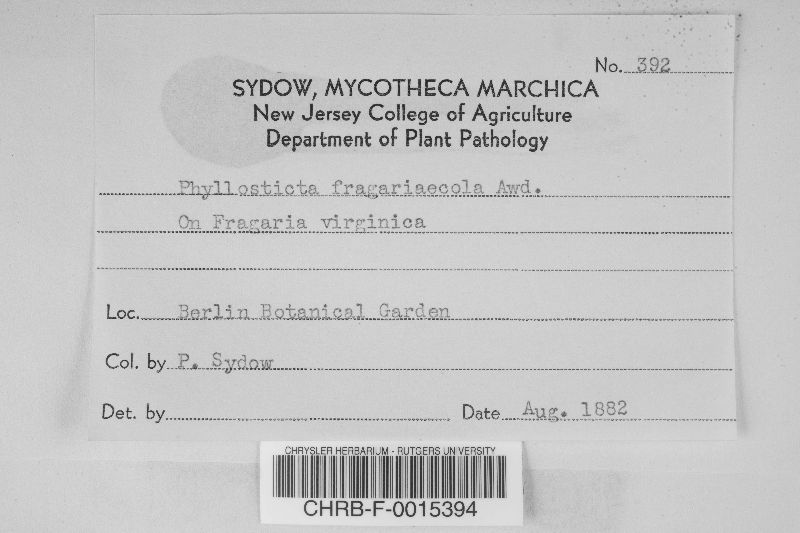 No. 392
SYDOW, MYCOTHECA MARCHICA
New Jersey College of Agriculture
Department of Plant Pathology
Phyllosticta fragariaecola Awd.
On Fragaria virginica
Loc. Berlin Botanical Garden
Col. by P. Sydow
Det. by
Date Aug. 1882
CHRYSLER HERBARIUM - RUTGERS UNIVERSITY
CHRB-F-0015394